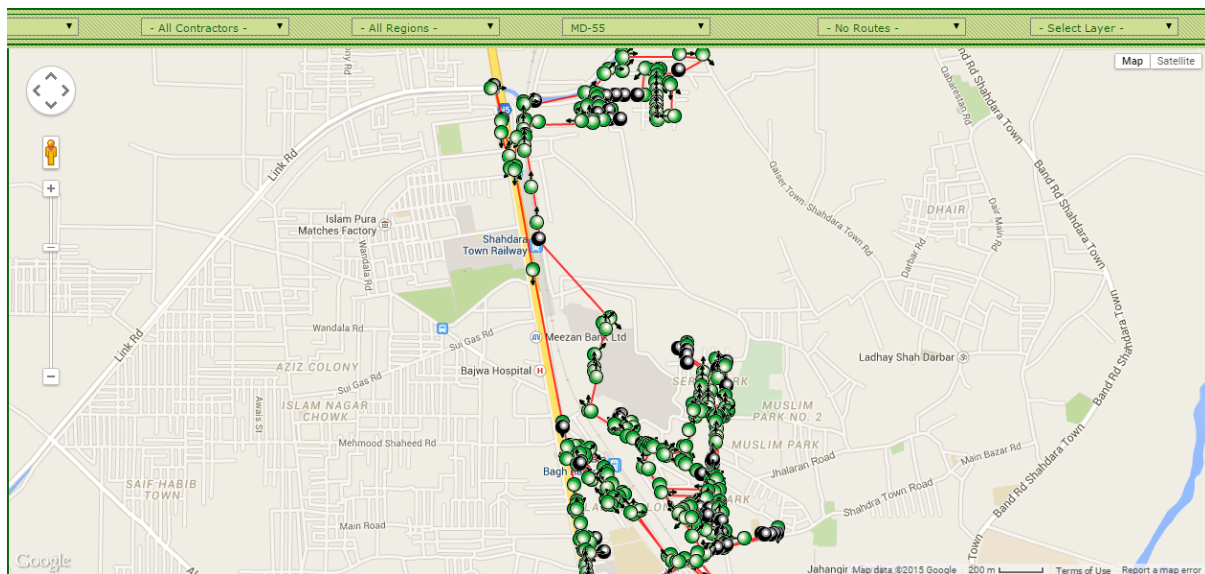 - All Contractors -
- All Regions -
MD-55
- No Routes -
- Select Layer -
Map
Satellite
Link Rd
Qabarestan Rd
Band Rd Shahdara Town
Band Rd Shahdara Town
Qaiser Town-Shahdara Town Rd
DHAIR
Dair Main Rd
Darbar Rd
Islam Pura
Matches Factory
Wandala Rd
Shahdara
Town Railway
Link Rd
Wandala Rd
Sui Gas Rd
Meezan Bank Ltd
Ladhay Shah Darbar
AZIZ COLONY
Bajwa Hospital
H
Sui Gas Rd
Awais St
ISLAM NAGAR
CHOWK
MUSLIM
PARK NO. 2
Band Rd Shahdara Town
Mehmood Shaheed Rd
MUSLIM PARK
Jhalaran Road
Main Bazar Rd
SAIF HABIB
TOWN
Shahdra Town Road
Main Road
Google
Map data ©2015 Google
200 m
Terms of Use
Report a map error